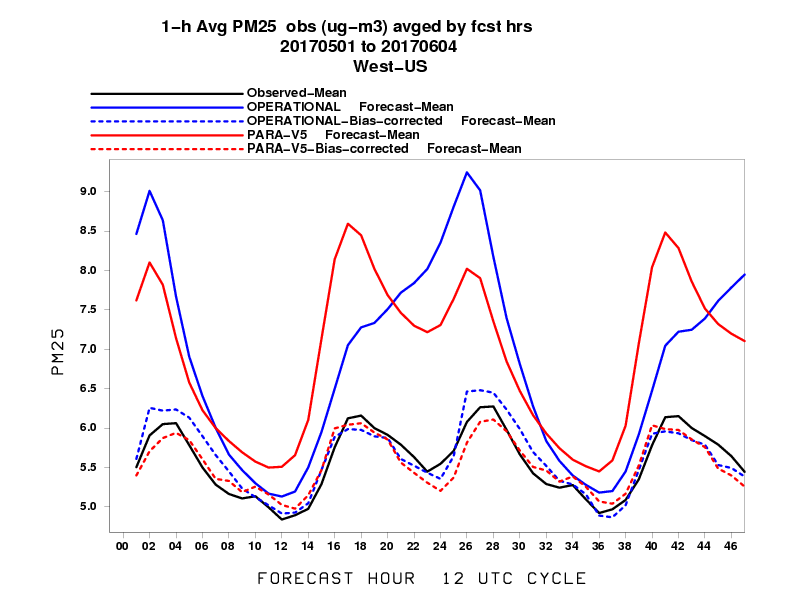 1-h Avg PM25 obs (ug-m3) avged by fcst hrs
20170501 to 20170604
West-US
Observed-Mean
OPERATIONAL Forecast-Mean
OPERATIONAL-Bias-corrected Forecast-Mean
PARA-V5 Forecast-Mean
PARA-V5-Bias-corrected Forecast-Mean
9.0
8.5
8.0
7.5
7.0
6.5
6.0
5.5
5.0
PM25
00 02 04 06 08 10 12 14 16 18 20 22 24 26 28 30 32 34 36 38 40 42 44 46
FORECAST HOUR 12 UTC CYCLE